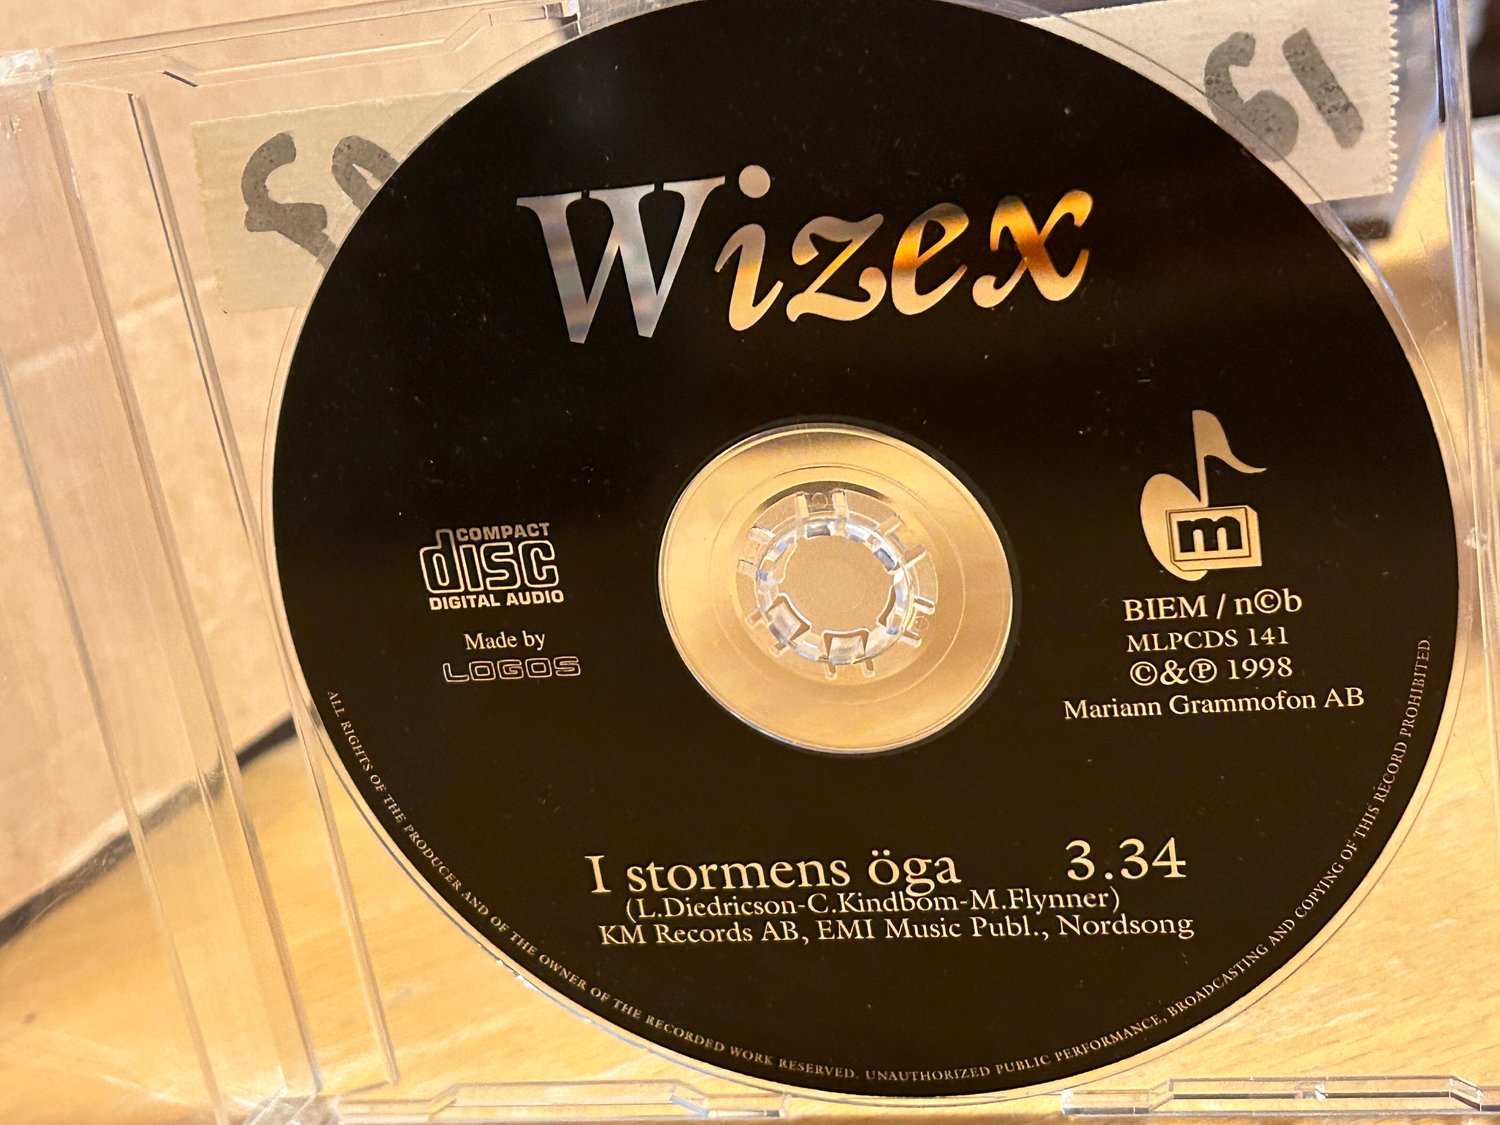 Wizex
COMPACT
disc
DIGITAL AUDIO
Made by
LOGOS
m
BIEM / n©b
MLPCDS 141
©&℗ 1998
Mariann Grammofon AB
I stormens öga 3.34
(L.Diedricson-C.Kindbom-M.Flynner)
KM Records AB, EMI Music Publ., Nordsong
ALL RIGHTS OF THE PRODUCER AND OF THE OWNER OF THE RECORDED WORK RESERVED. UNAUTHORIZED PUBLIC PERFORMANCE, BROADCASTING AND COPYING OF THIS RECORD PROHIBITED.